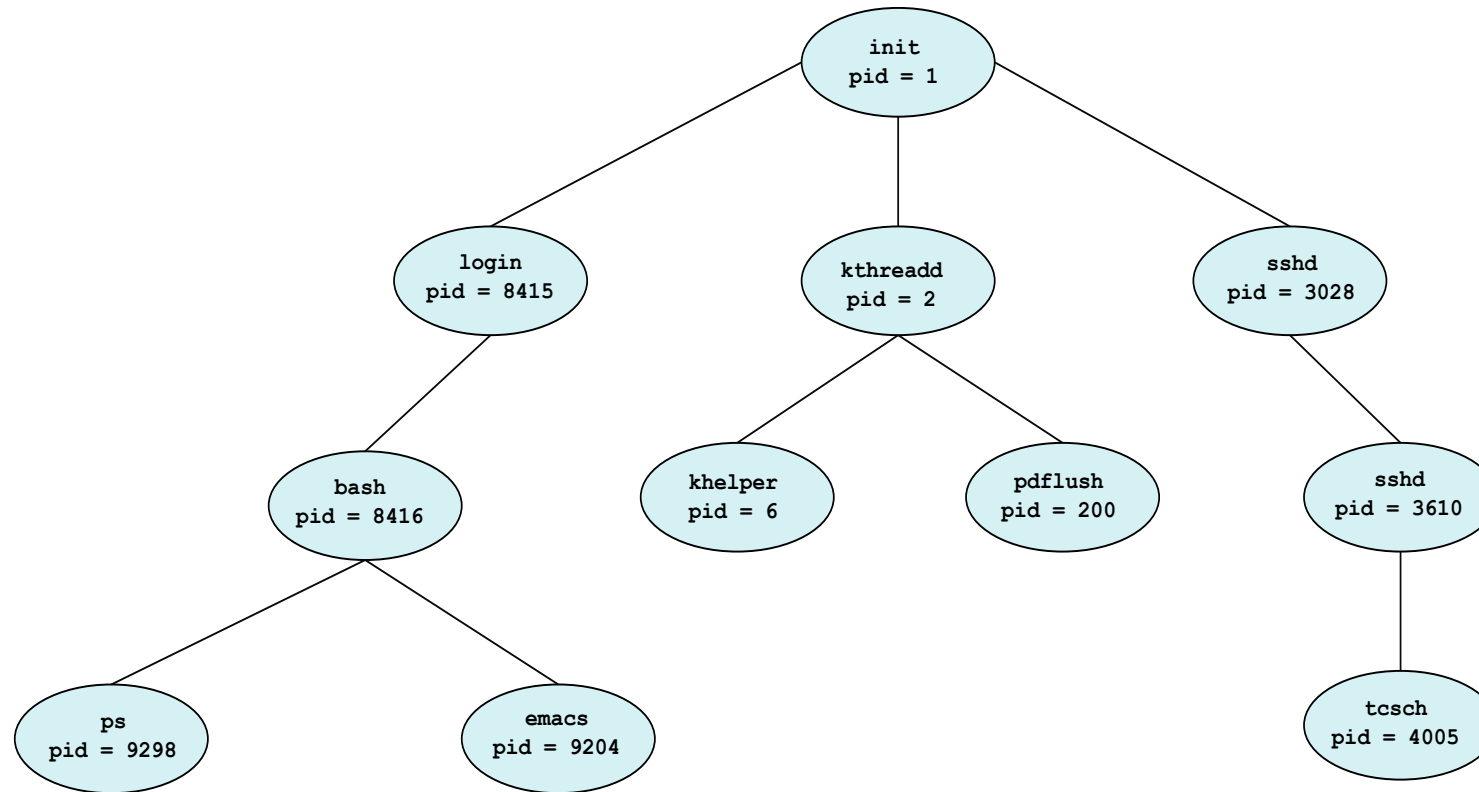 init
pid = 1
login
pid = 8415
kthreadd
pid = 2
sshd
pid = 3028
bash
pid = 8416
khelper
pid = 6
pdflush
pid = 200
sshd
pid = 3610
ps
pid = 9298
emacs
pid = 9204
tcsch
pid = 4005